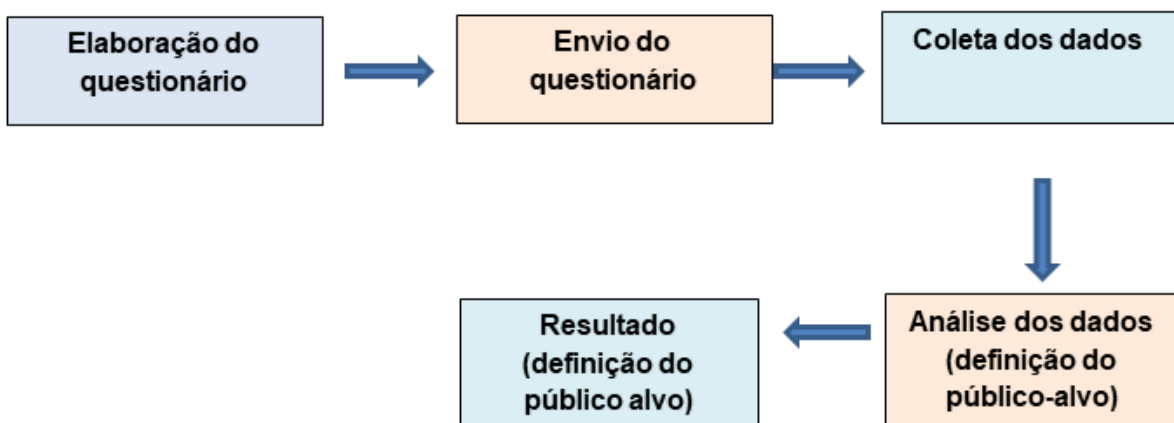 Elaboração do
questionário
Envio do
questionário
Coleta dos dados
Análise dos dados
(definição do
público-alvo)
Resultado
(definição do
público alvo)